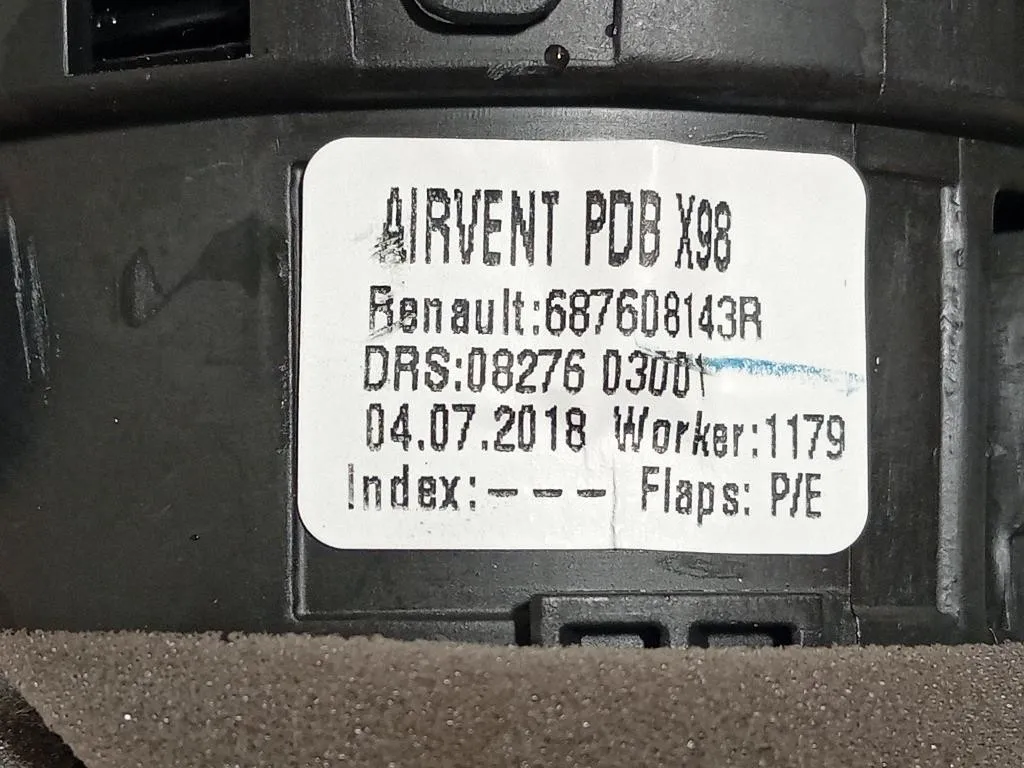 AIRVENT PDB X98
Renault:687608143R
DRS:08276 03001
04.07.2018 Worker:1179
Index:--- Flaps: P/E